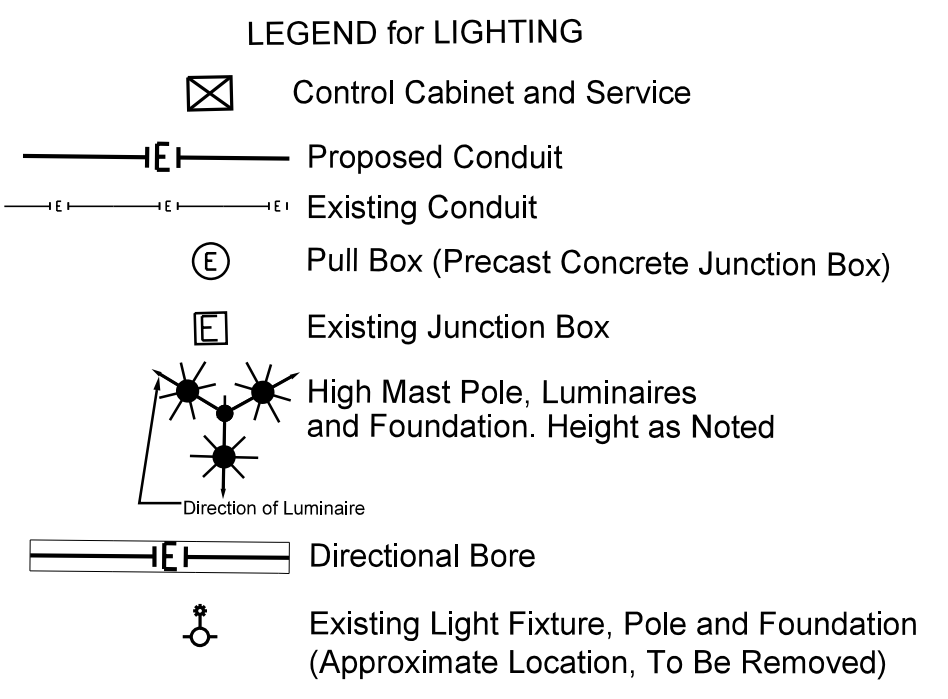 LEGEND for LIGHTING
Control Cabinet and Service
E Proposed Conduit
E E E Existing Conduit
E Pull Box (Precast Concrete Junction Box)
E Existing Junction Box
High Mast Pole, Luminaires
and Foundation. Height as Noted
Direction of Luminaire
E Directional Bore
Existing Light Fixture, Pole and Foundation
(Approximate Location, To Be Removed)